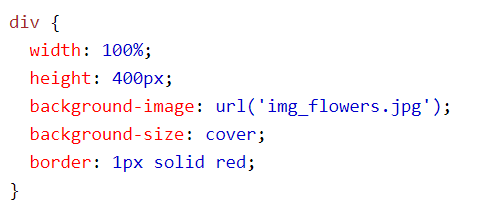 div {
  width: 100%;
  height: 400px;
  background-image: url('img_flowers.jpg');
  background-size: cover;
  border: 1px solid red;
}